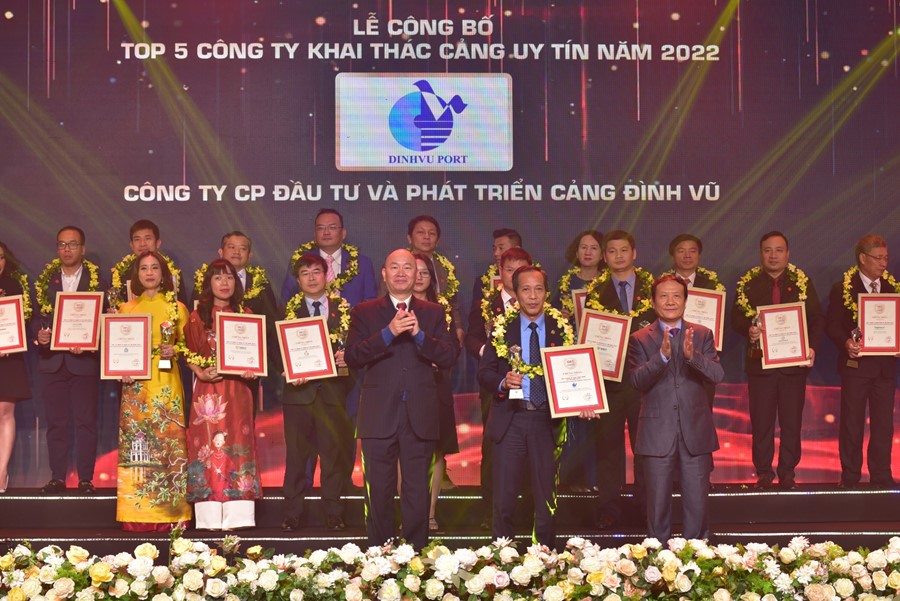 LỄ CÔNG BỐ
TOP 5 CÔNG TY KHAI THÁC CẢNG UY TÍN NĂM 2022
DINHVU PORT
CÔNG TY CP ĐẦU TƯ VÀ PHÁT TRIỂN CẢNG ĐÌNH VŨ